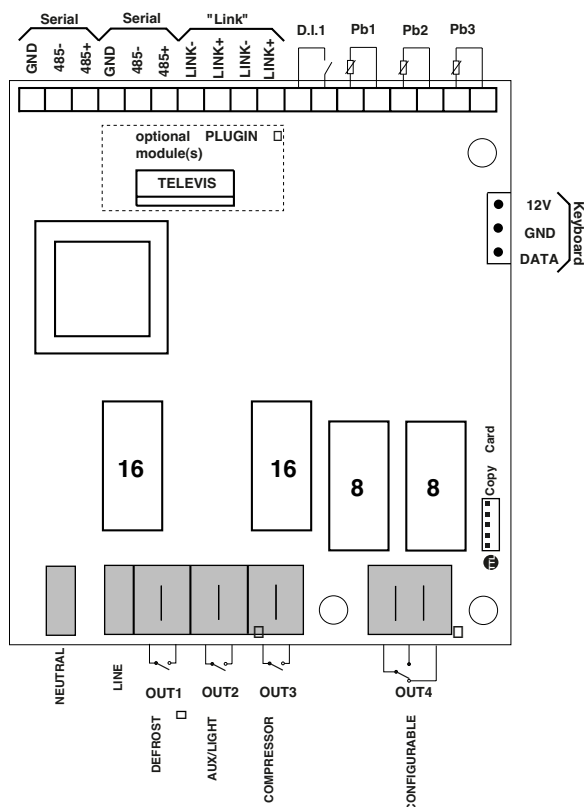 Serial Serial "Link" D.I.1 Pb1 Pb2 Pb3
GND 485- 485+ GND 485- 485+ LINK- LINK+ LINK- LINK+
optional PLUGIN
module(s)
TELEVIS
12V
GND
DATA
Keyboard
16 16 8 8
Copy Card
NEUTRAL
LINE
OUT1 OUT2 OUT3 OUT4
DEFROST
AUX/LIGHT
COMPRESSOR
CONFIGURABLE